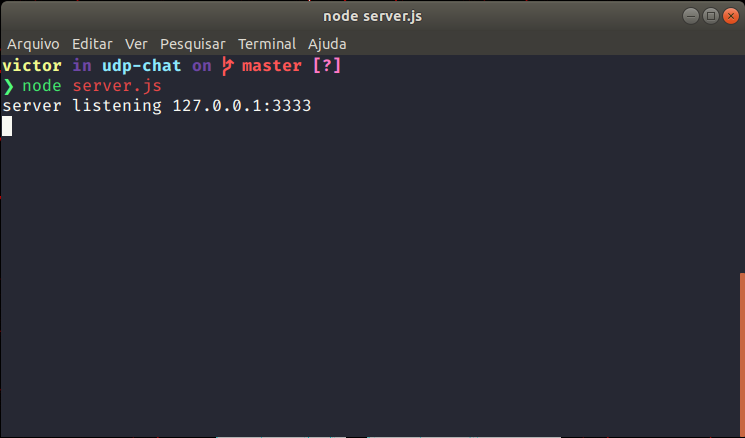 node server.js
Arquivo Editar Ver Pesquisar Terminal Ajuda
victor in udp-chat on master [?]
❯ node server.js
server listening 127.0.0.1:3333